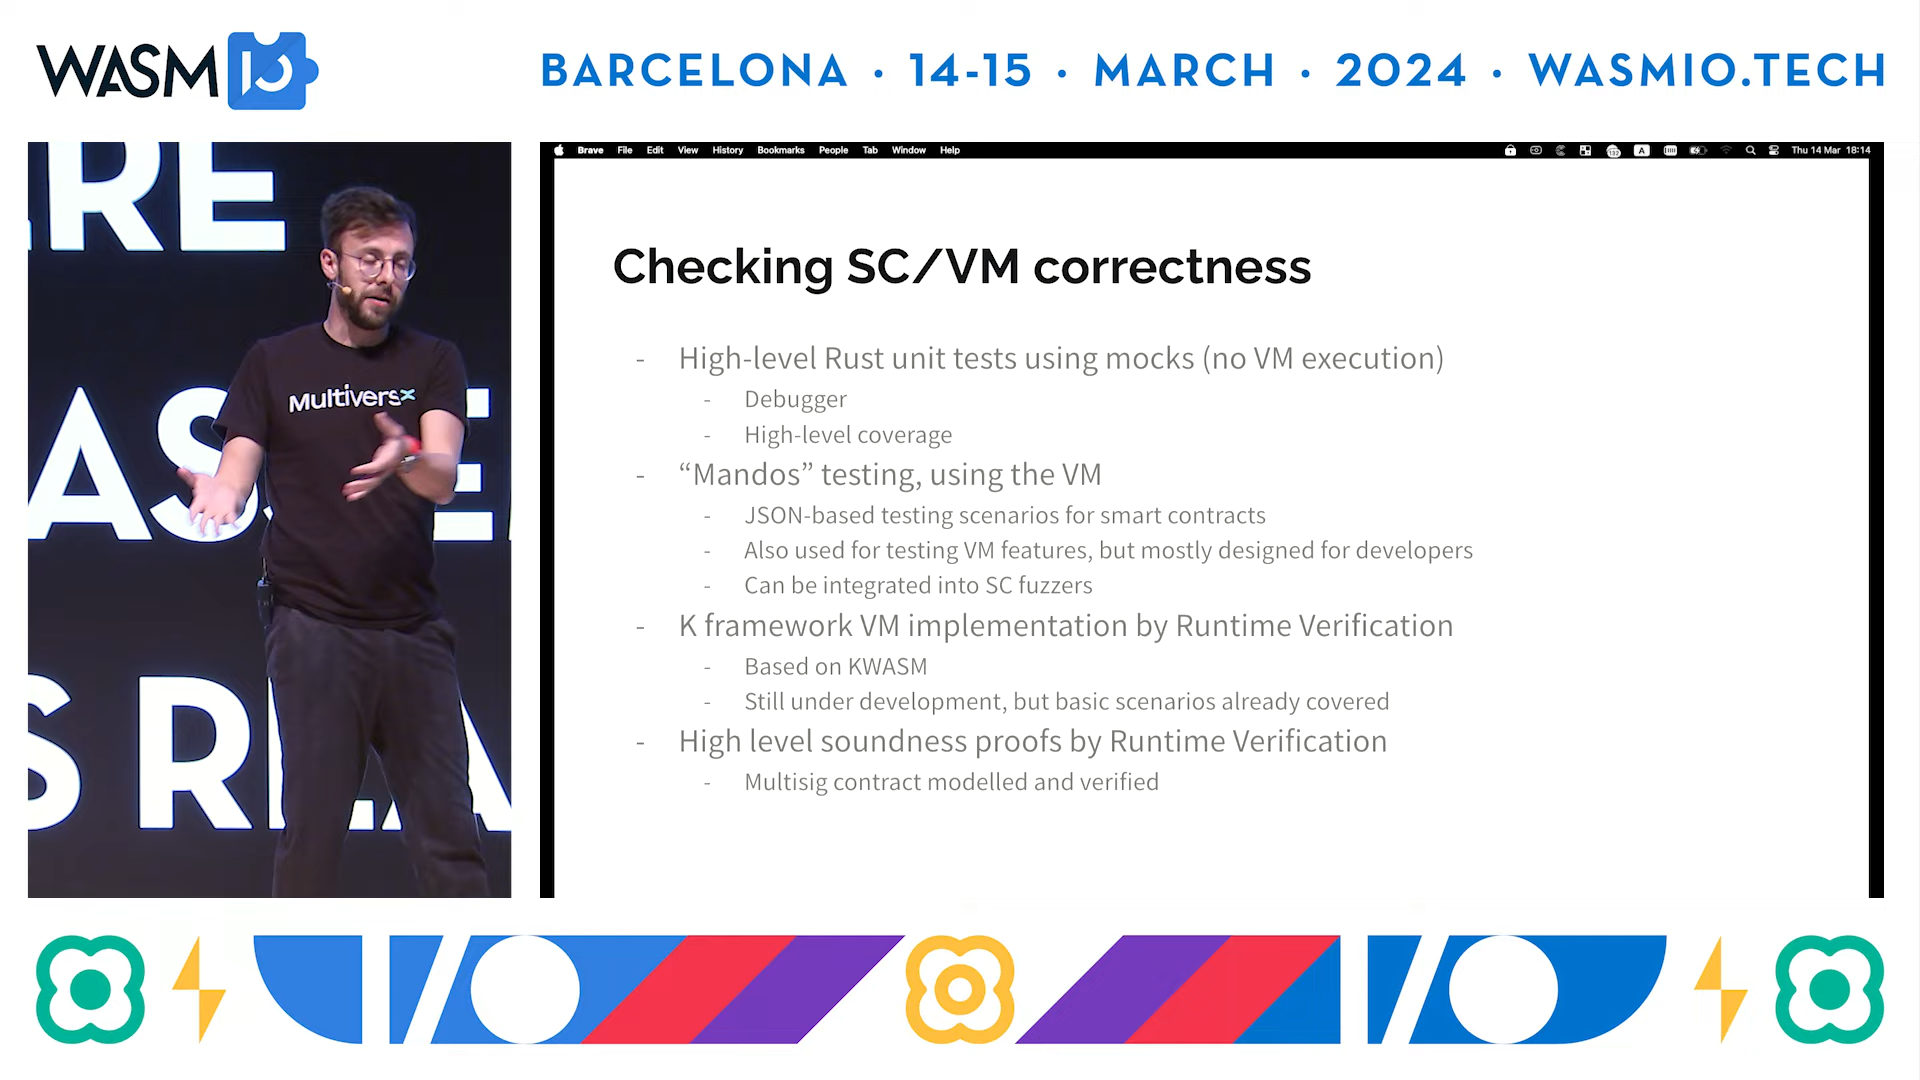 WASM IO
BARCELONA · 14-15 · MARCH · 2024 · WASMIO.TECH
Brave File Edit View History Bookmarks People Tab Window Help
A
Thu 14 Mar 18:14
RE
Multiversx
AS
E
S REA
Checking SC/VM correctness
- High-level Rust unit tests using mocks (no VM execution)
- Debugger
- High-level coverage
- “Mandos” testing, using the VM
- JSON-based testing scenarios for smart contracts
- Also used for testing VM features, but mostly designed for developers
- Can be integrated into SC fuzzers
- K framework VM implementation by Runtime Verification
- Based on KWASM
- Still under development, but basic scenarios already covered
- High level soundness proofs by Runtime Verification
- Multisig contract modelled and verified